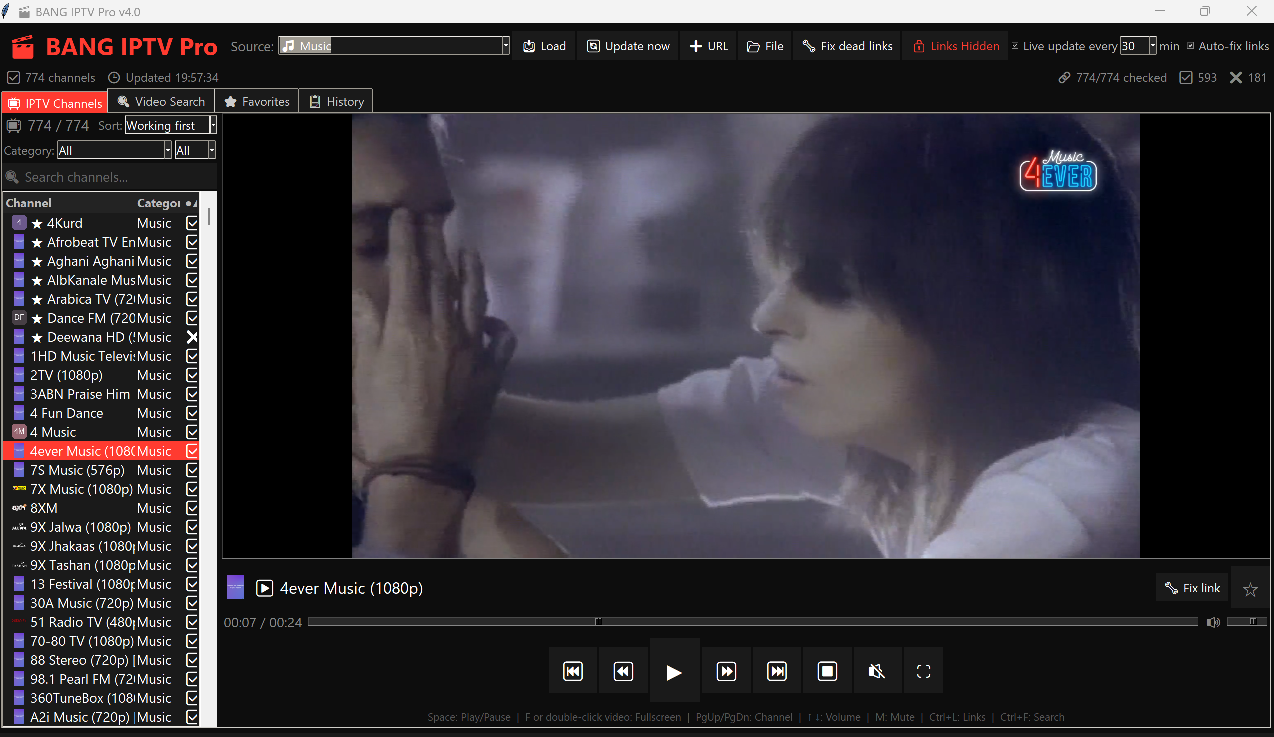 BANG IPTV Pro v4.0
BANG IPTV Pro Source: Music Load Update now URL File Fix dead links Links Hidden Live update every 30 min Auto-fix links
774 channels Updated 19:57:34 774/774 checked 593 181
IPTV Channels Video Search Favorites History
774 / 774 Sort: Working first
Category: All All
Search channels...
Channel Categor
★ 4Kurd Music
★ Afrobeat TV En Music
★ Aghani Aghani Music
★ AlbKanale Mus Music
★ Arabica TV (72 Music
DF ★ Dance FM (720 Music
★ Deewana HD (5 Music
1HD Music Televi Music
2TV (1080p) Music
3ABN Praise Him Music
4 Fun Dance Music
4M 4 Music Music
4ever Music (108 Music
7S Music (576p) Music
7X Music (1080p) Music
8XM Music
9X Jalwa (1080p) Music
9X Jhakaas (1080 Music
9X Tashan (1080p Music
13 Festival (1080 Music
30A Music (720p) Music
51 Radio TV (480 Music
70-80 TV (1080p) Music
88 Stereo (720p) Music
98.1 Pearl FM (72 Music
360TuneBox (108 Music
A2i Music (720p) Music
Music
4EVER
4ever Music (1080p) Fix link
00:07 / 00:24
Space: Play/Pause | F or double-click video: Fullscreen | PgUp/PgDn: Channel | ↑↓: Volume | M: Mute | Ctrl+L: Links | Ctrl+F: Search